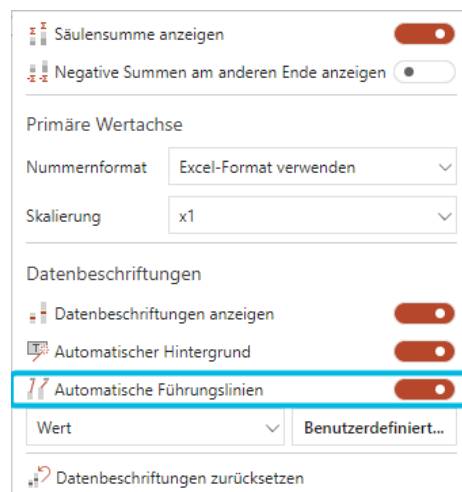 Säulensumme anzeigen
Negative Summen am anderen Ende anzeigen
Primäre Wertachse
Nummernformat Excel-Format verwenden
Skalierung x1
Datenbeschriftungen
Datenbeschriftungen anzeigen
Automatischer Hintergrund
Automatische Führungslinien
Wert Benutzerdefiniert...
Datenbeschriftungen zurücksetzen